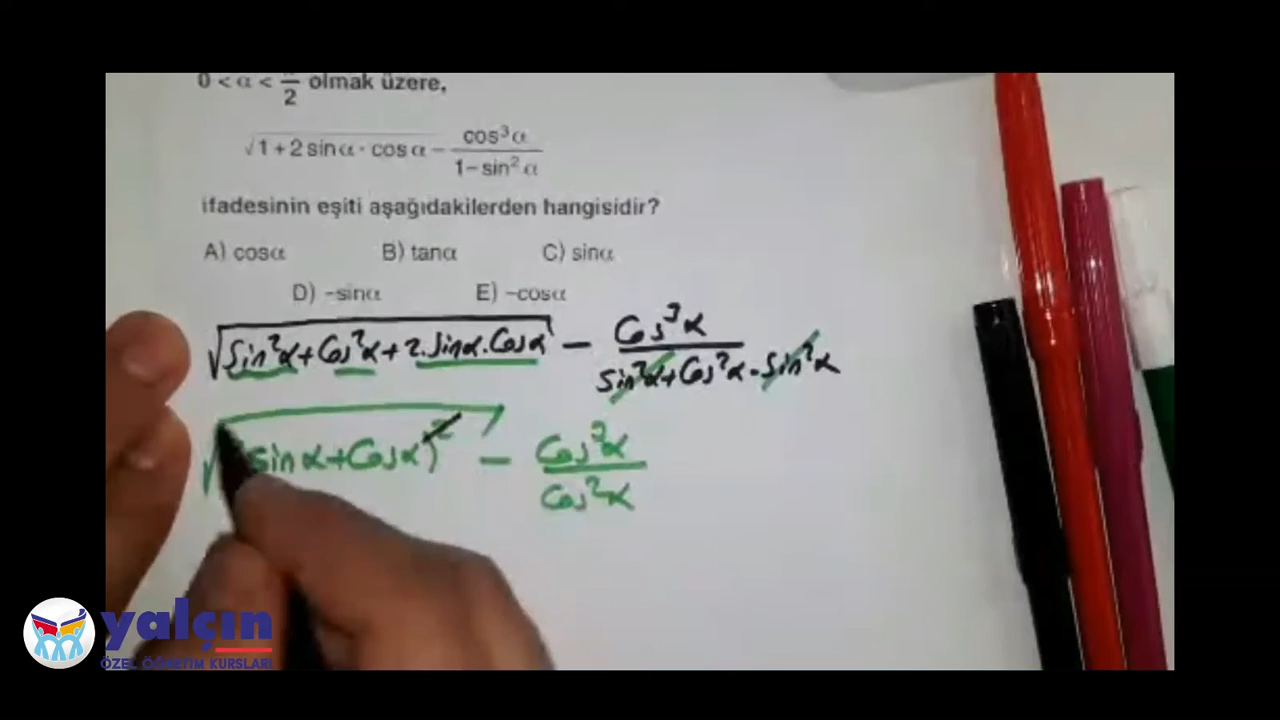 0 < α < π/2 olmak üzere,
√1 + 2 sinα · cos α − cos³α / 1 − sin²α
ifadesinin eşiti aşağıdakilerden hangisidir?
A) cosα B) tanα C) sinα
D) −sinα E) −cosα
√sin²α + Cos²α + 2.sinα.Cosα − Cos³α / sin²α + Cos²α - sin²α
√(sinα + Cosα)² − Cos³α / Cos²α
yalçın
ÖZEL ÖĞRETİM KURSLARI